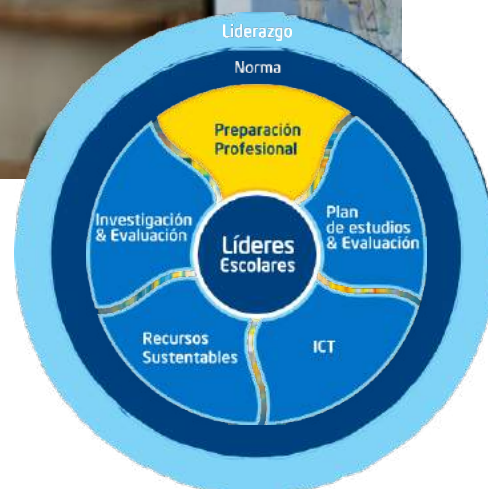 Liderazgo
Norma
Preparación
Profesional
Investigación
& Evaluación
Plan
de estudios
& Evaluación
Líderes
Escolares
Recursos
Sustentables
ICT